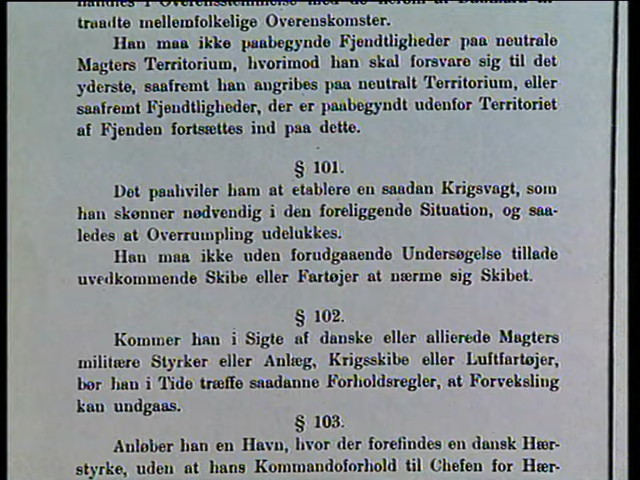 traadte mellemfolkelige Overenskomster.
Han maa ikke paabegynde Fjendtligheder paa neutrale
Magters Territorium, hvorimod han skal forsvare sig til det
yderste, saafremt han angribes paa neutralt Territorium, eller
saafremt Fjendtligheder, der er paabegyndt udenfor Territoriet
af Fjenden fortsættes ind paa dette.
§ 101.
Det paahviler ham at etablere en saadan Krigsvagt, som
han skønner nødvendig i den foreliggende Situation, og saa-
ledes at Overrumpling udelukkes.
Han maa ikke uden forudgaaende Undersøgelse tillade
uvedkommende Skibe eller Fartøjer at nærme sig Skibet.
§ 102.
Kommer han i Sigte af danske eller allierede Magters
militære Styrker eller Anlæg, Krigsskibe eller Luftfartøjer,
bør han i Tide træffe saadanne Forholdsregler, at Forveksling
kan undgaas.
§ 103.
Anløber han en Havn, hvor der forefindes en dansk Hær-
styrke, uden at hans Kommandoforhold til Chefen for Hær-